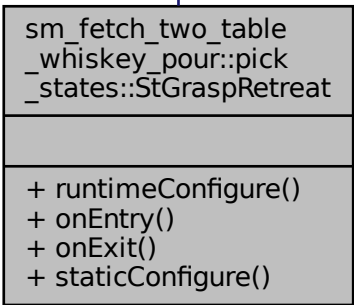 sm_fetch_two_table
_whiskey_pour::pick
_states::StGraspRetreat
+ runtimeConfigure()
+ onEntry()
+ onExit()
+ staticConfigure()